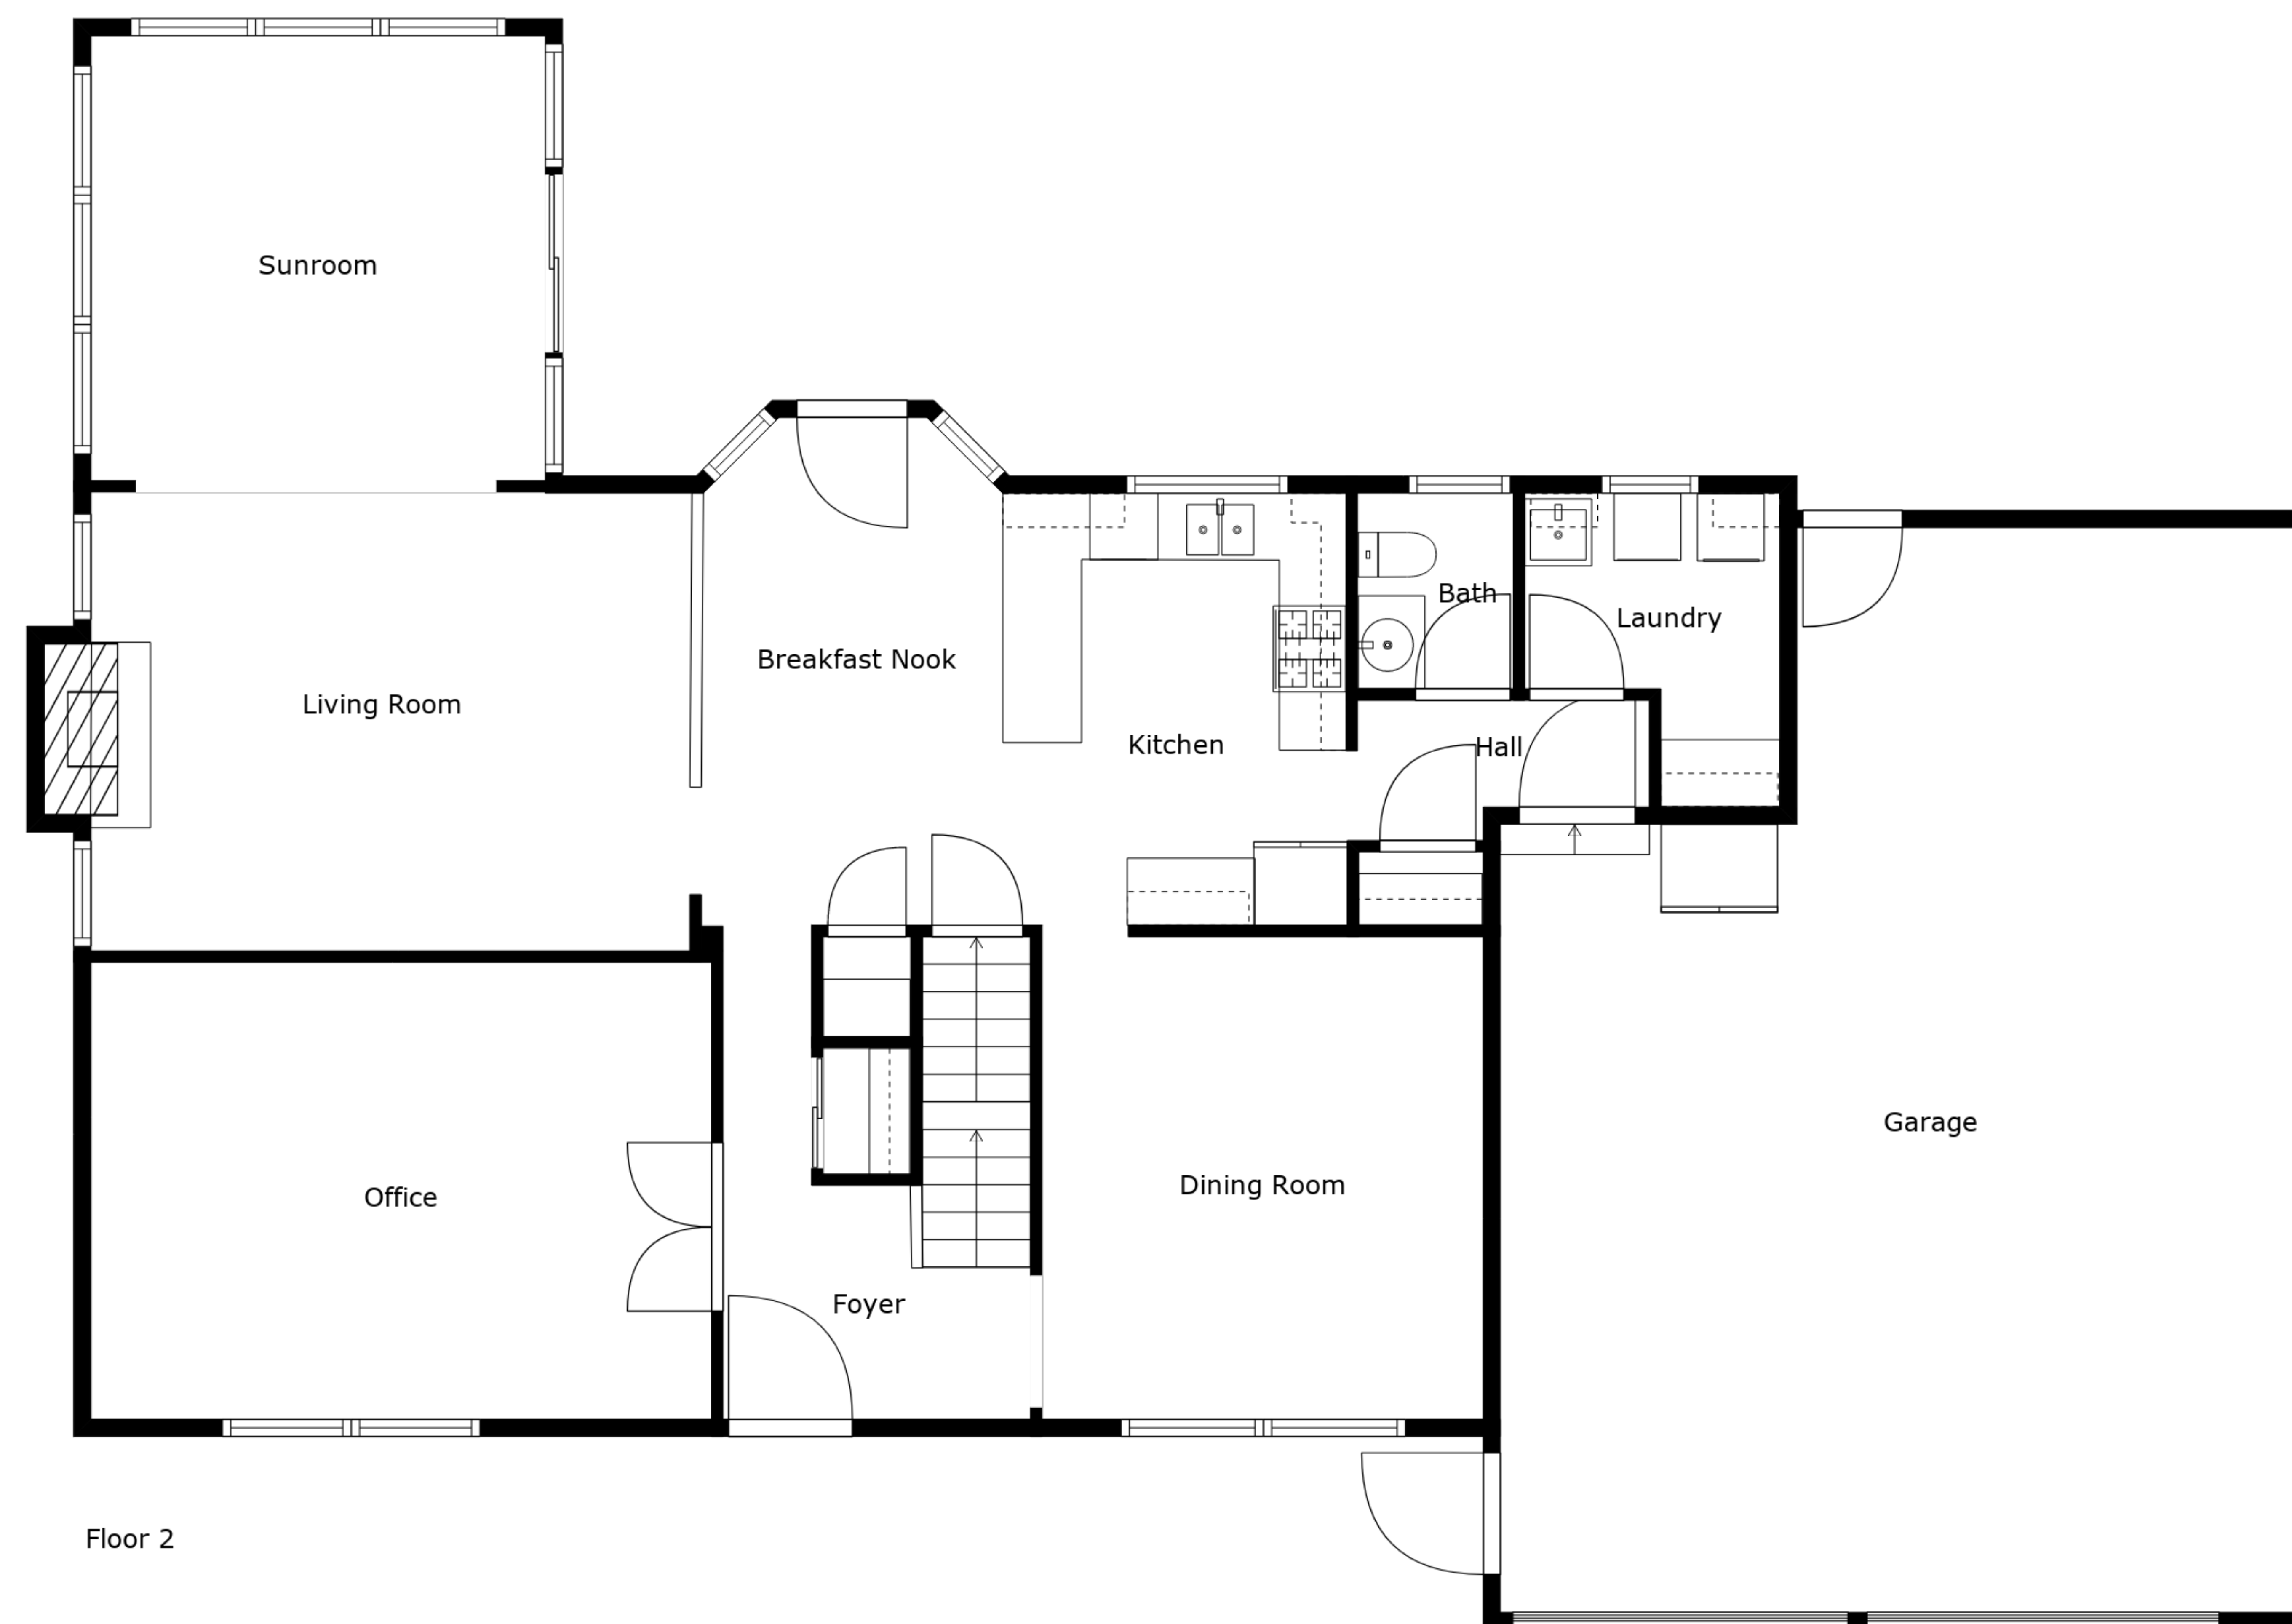 Sunroom
Bath
Laundry
Breakfast Nook
Living Room
Kitchen
Hall
Garage
Dining Room
Office
Foyer
Floor 2